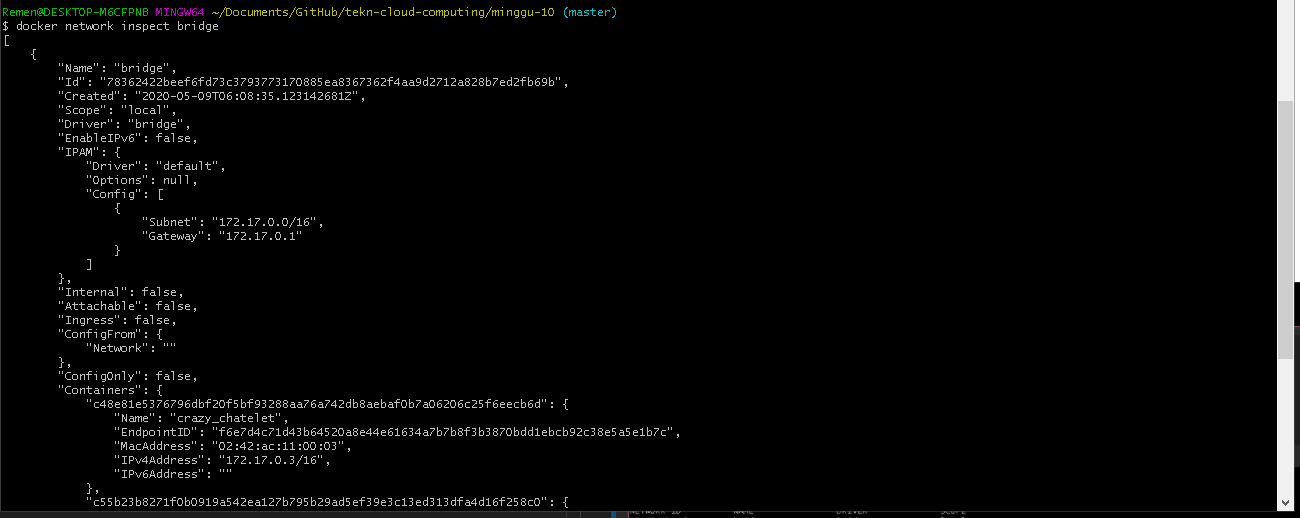 Remen@DESKTOP-M6CFPNB MINGW64 ~/Documents/GitHub/tekn-cloud-computing/minggu-10 (master)
$ docker network inspect bridge
[
    {
        "Name": "bridge",
        "Id": "78362422beef6fd73c3793773170885ea8367362f4aa9d2712a828b7ed2fb69b",
        "Created": "2020-05-09T06:08:35.123142681Z",
        "Scope": "local",
        "Driver": "bridge",
        "EnableIPv6": false,
        "IPAM": {
            "Driver": "default",
            "Options": null,
            "Config": [
                {
                    "Subnet": "172.17.0.0/16",
                    "Gateway": "172.17.0.1"
                }
            ]
        },
        "Internal": false,
        "Attachable": false,
        "Ingress": false,
        "ConfigFrom": {
            "Network": ""
        },
        "ConfigOnly": false,
        "Containers": {
            "c48e81e5376796dbf20f5bf93288aa76a742db8aebaf0b7a06206c25f6eecb6d": {
                "Name": "crazy_chatelet",
                "EndpointID": "f6e7d4c71d43b64520a8e44e61634a7b7b8f3b3870bdd1ebcb92c38e5a5e1b7c",
                "MacAddress": "02:42:ac:11:00:03",
                "IPv4Address": "172.17.0.3/16",
                "IPv6Address": ""
            },
            "c55b23b8271f0b0919a542ea127b795b29ad5ef39e3c13ed313dfa4d16f258c0": {